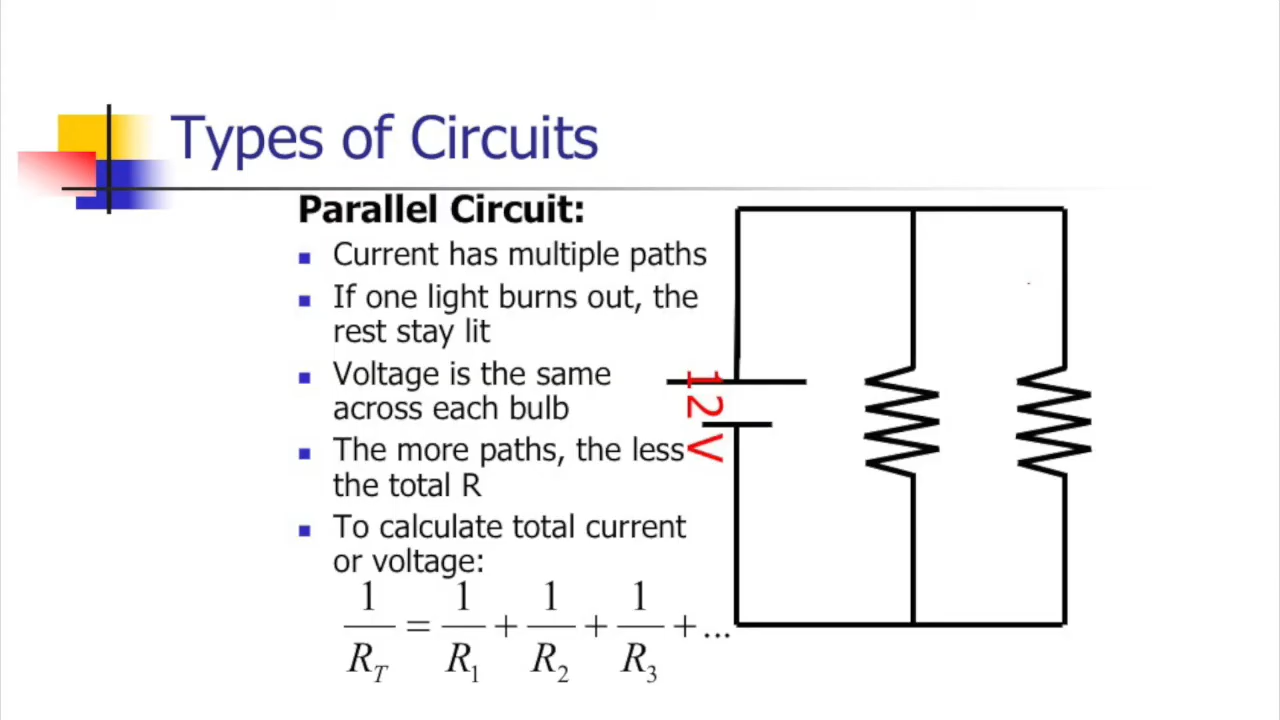 Types of Circuits
Parallel Circuit:
Current has multiple paths
If one light burns out, the
rest stay lit
Voltage is the same
across each bulb
The more paths, the less
the total R
To calculate total current
or voltage:
1/R_T = 1/R_1 + 1/R_2 + 1/R_3 + ...
12V